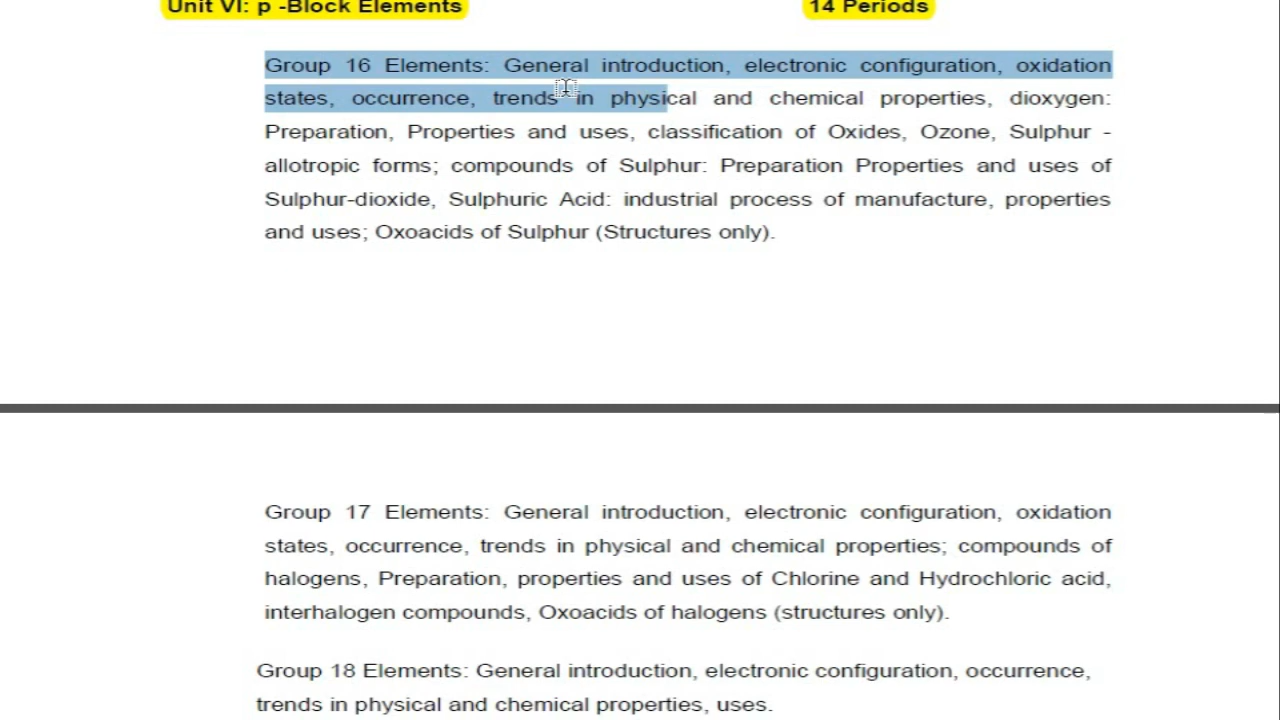 Unit VI: p -Block Elements 14 Periods
Group 16 Elements: General introduction, electronic configuration, oxidation
states, occurrence, trends in physical and chemical properties, dioxygen:
Preparation, Properties and uses, classification of Oxides, Ozone, Sulphur -
allotropic forms; compounds of Sulphur: Preparation Properties and uses of
Sulphur-dioxide, Sulphuric Acid: industrial process of manufacture, properties
and uses; Oxoacids of Sulphur (Structures only).
Group 17 Elements: General introduction, electronic configuration, oxidation
states, occurrence, trends in physical and chemical properties; compounds of
halogens, Preparation, properties and uses of Chlorine and Hydrochloric acid,
interhalogen compounds, Oxoacids of halogens (structures only).
Group 18 Elements: General introduction, electronic configuration, occurrence,
trends in physical and chemical properties, uses.